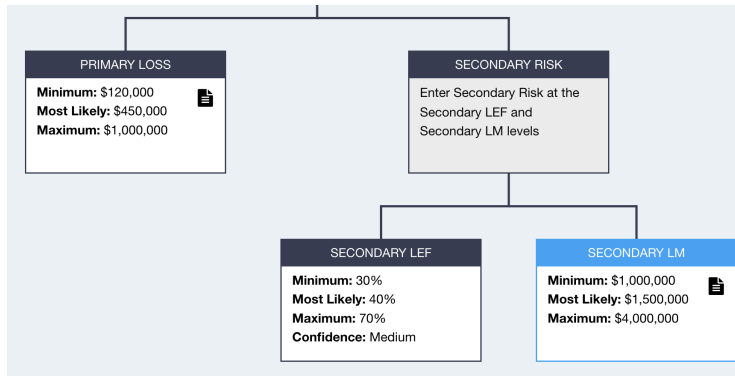 PRIMARY LOSS
Minimum: $120,000
Most Likely: $450,000
Maximum: $1,000,000
SECONDARY RISK
Enter Secondary Risk at the
Secondary LEF and
Secondary LM levels
SECONDARY LEF
Minimum: 30%
Most Likely: 40%
Maximum: 70%
Confidence: Medium
SECONDARY LM
Minimum: $1,000,000
Most Likely: $1,500,000
Maximum: $4,000,000